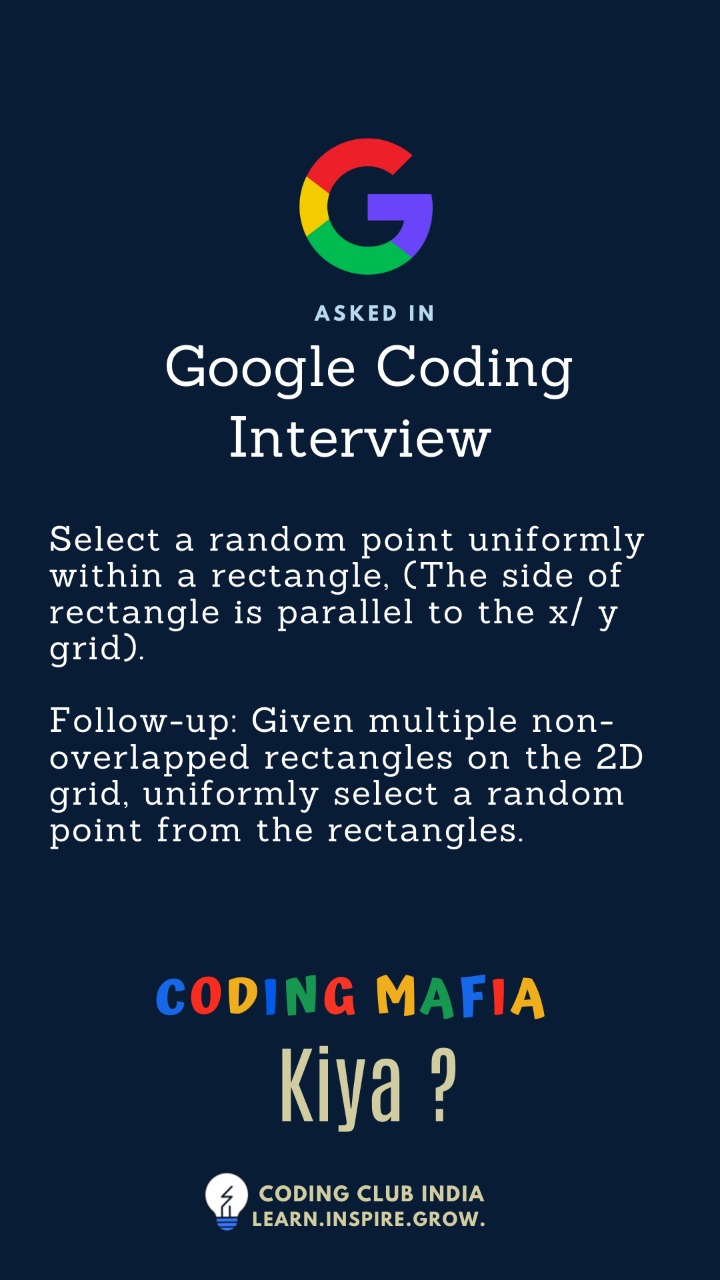 ASKED IN
Google Coding
Interview
Select a random point uniformly
within a rectangle, (The side of
rectangle is parallel to the x/ y
grid).
Follow-up: Given multiple non-
overlapped rectangles on the 2D
grid, uniformly select a random
point from the rectangles.
CODING MAFIA
Kiya ?
CODING CLUB INDIA
LEARN.INSPIRE.GROW.